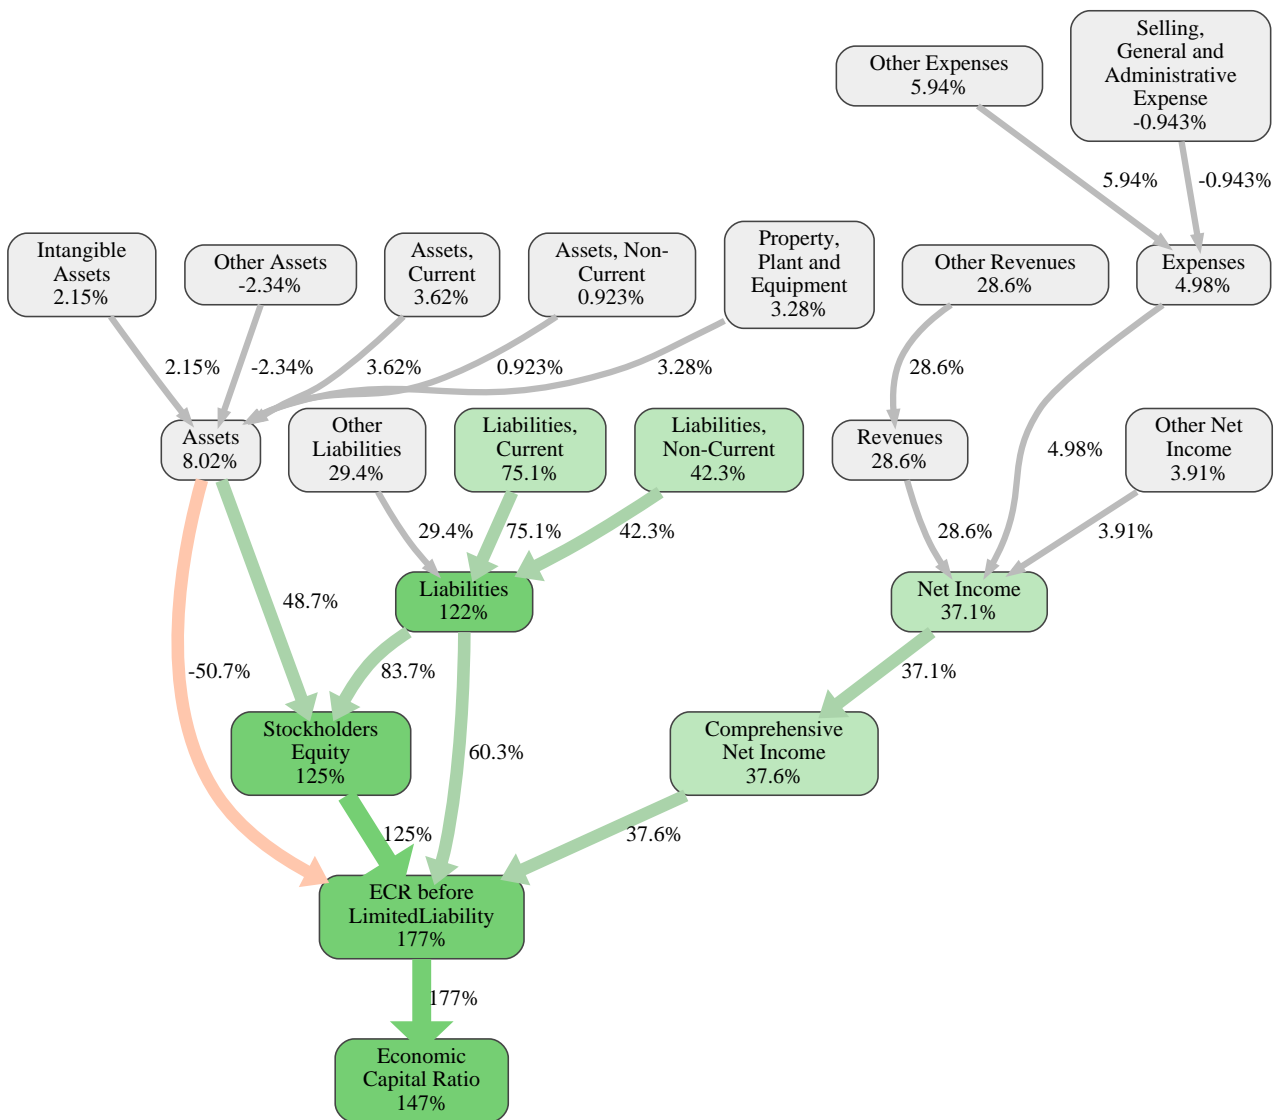 Selling,
General and
Administrative
Expense
-0.943%
Other Expenses
5.94%
5.94%
-0.943%
Intangible
Assets
2.15%
Other Assets
-2.34%
Assets,
Current
3.62%
Assets, Non-
Current
0.923%
Property,
Plant and
Equipment
3.28%
Other Revenues
28.6%
Expenses
4.98%
2.15%
-2.34%
3.62%
0.923%
3.28%
28.6%
Assets
8.02%
Other
Liabilities
29.4%
Liabilities,
Current
75.1%
Liabilities,
Non-Current
42.3%
Revenues
28.6%
4.98%
Other Net
Income
3.91%
29.4%
75.1%
42.3%
28.6%
3.91%
48.7%
Liabilities
122%
Net Income
37.1%
-50.7%
83.7%
37.1%
Stockholders
Equity
125%
60.3%
Comprehensive
Net Income
37.6%
125%
37.6%
ECR before
LimitedLiability
177%
177%
Economic
Capital Ratio
147%